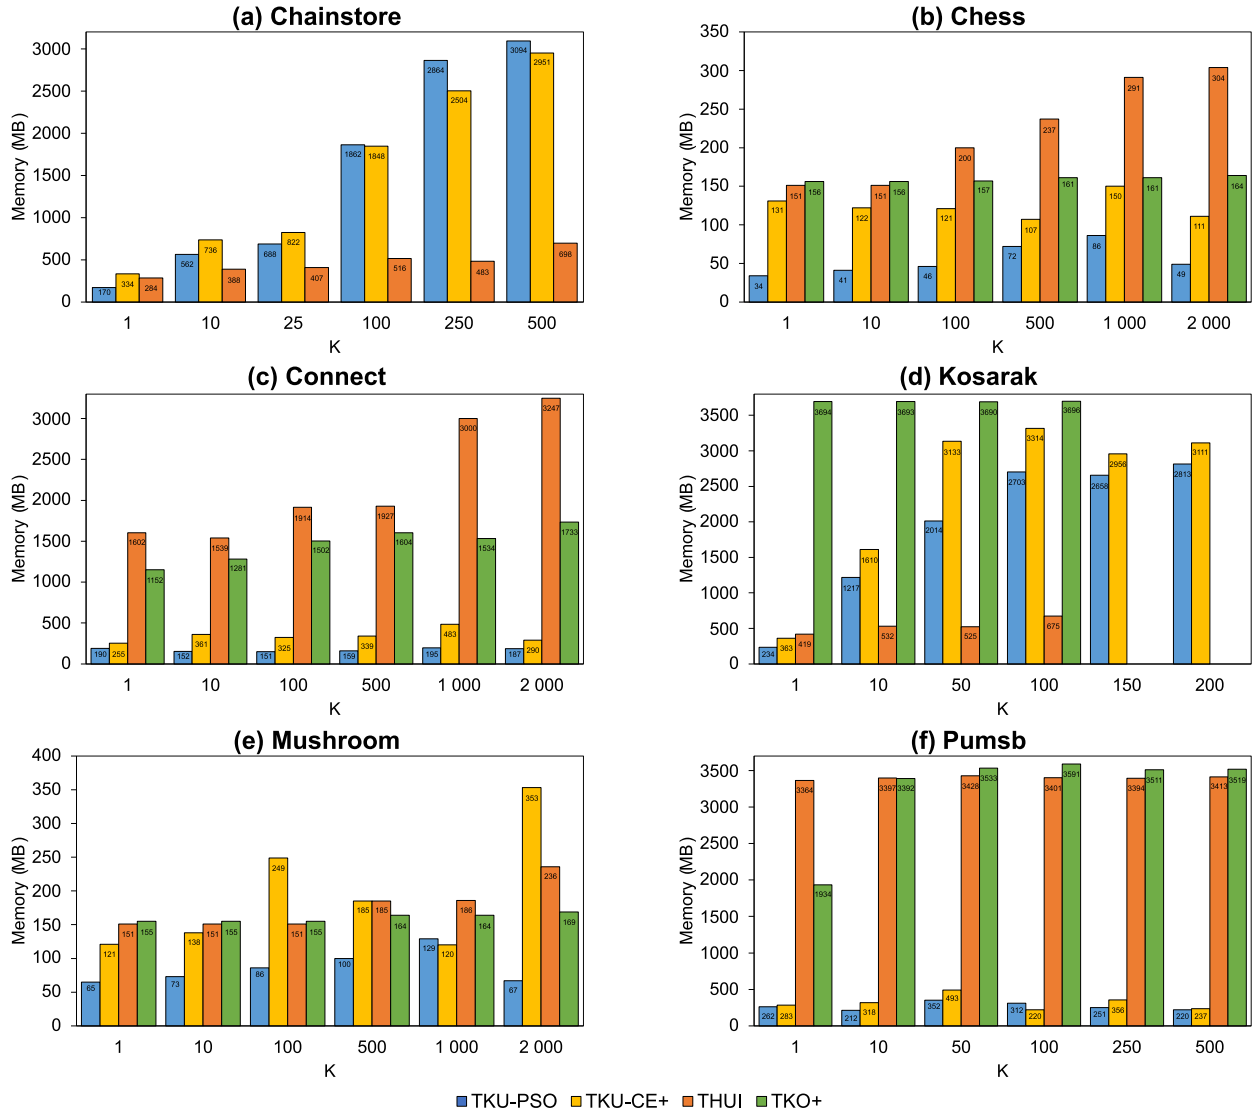 (a) Chainstore
Memory (MB)
3000
2500
2000
1500
1000
500
0
170 334 284
562 736 388
688 822 407
1862 1848 516
2864 2504 483
3094 2951 698
1 10 25 100 250 500
K
(b) Chess
Memory (MB)
350
300
250
200
150
100
50
0
34 131 151 156
41 122 151 156
46 121 200 157
72 107 237 161
86 150 291 161
49 111 304 164
1 10 100 500 1 000 2 000
K
(c) Connect
Memory (MB)
3000
2500
2000
1500
1000
500
0
190 255 1602 1152
152 361 1539 1281
151 325 1914 1502
159 339 1927 1604
195 483 3000 1534
187 290 3247 1733
1 10 100 500 1 000 2 000
K
(d) Kosarak
Memory (MB)
3500
3000
2500
2000
1500
1000
500
0
234 363 419 3694
1217 1610 532 3693
2014 3133 525 3690
2703 3314 675 3696
2658 2956
2813 3111
1 10 50 100 150 200
K
(e) Mushroom
Memory (MB)
400
350
300
250
200
150
100
50
0
65 121 151 155
73 138 151 155
86 249 151 155
100 185 185 164
129 120 186 164
67 353 236 169
1 10 100 500 1 000 2 000
K
(f) Pumsb
Memory (MB)
3500
3000
2500
2000
1500
1000
500
0
262 283 3364 1934
212 318 3397 3392
352 493 3428 3533
312 220 3401 3591
251 356 3394 3511
220 237 3413 3519
1 10 50 100 250 500
K
TKU-PSO TKU-CE+ THUI TKO+